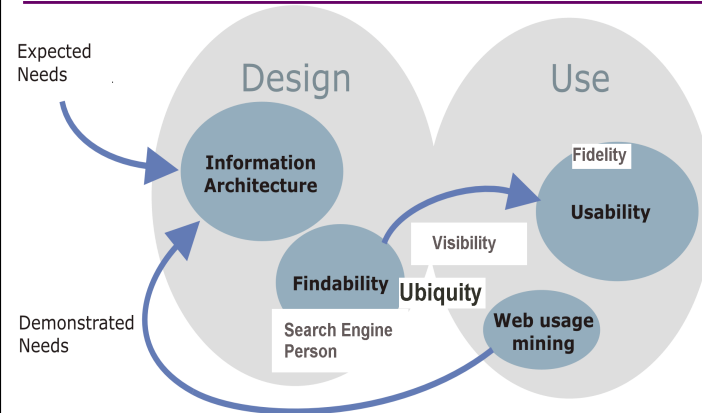 Expected
Needs
Design
Use
Information
Architecture
Fidelity
Usability
Visibility
Findability
Ubiquity
Search Engine
Person
Web usage
mining
Demonstrated
Needs